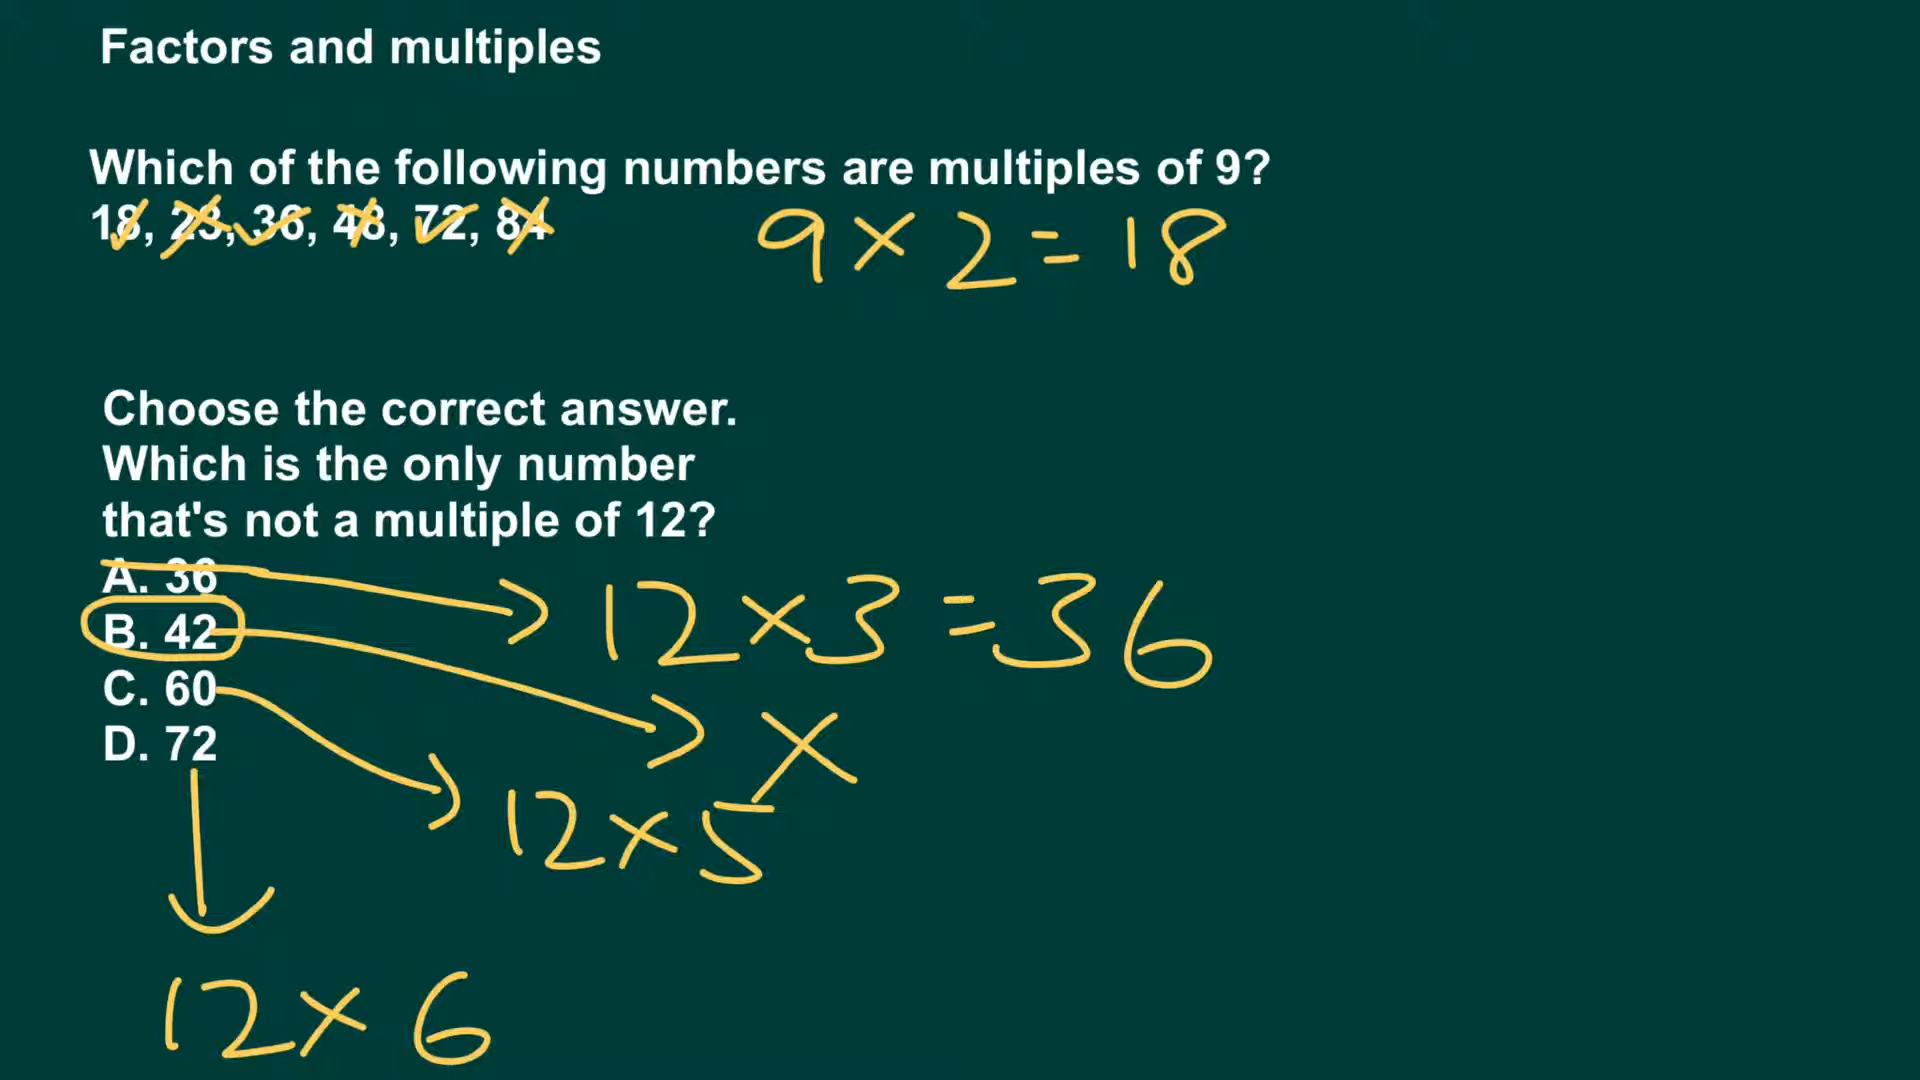 Factors and multiples
Which of the following numbers are multiples of 9?
18, 23, 36, 48, 72, 84
9 × 2 = 18
Choose the correct answer.
Which is the only number
that's not a multiple of 12?
A. 36
12 × 3 = 36
B. 42
×
C. 60
12 × 5
D. 72
12 × 6